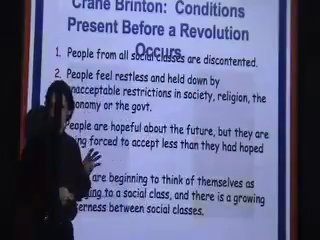 Crane Brinton: Conditions
Present Before a Revolution
Occurs
1. People from all social classes are discontented.
2. People feel restless and held down by
unacceptable restrictions in society, religion, the
economy or the govt.
People are hopeful about the future, but they are
being forced to accept less than they had hoped
are beginning to think of themselves as
to a social class, and there is a growing
bitterness between social classes.